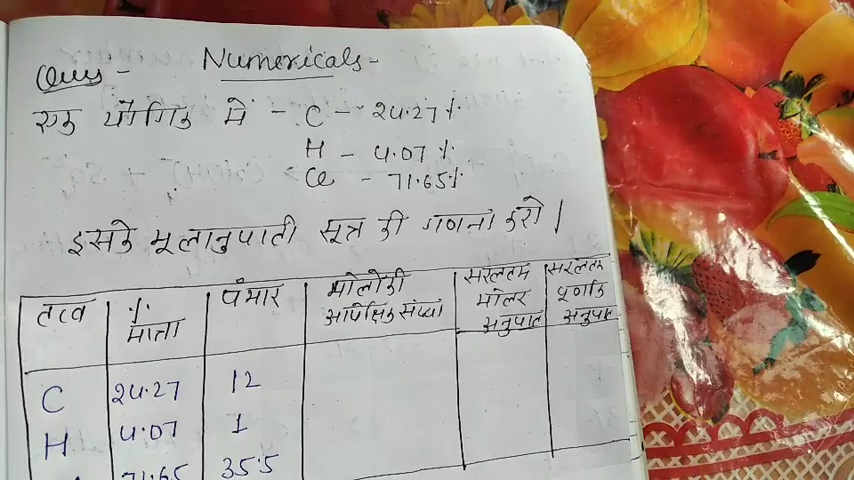 Ques - Numericals -
एक यौगिक में - C - 24.27%
H - 4.07%
Cl - 71.65%
इसके मूलानुपाती सूत्र की गणना करो |
तत्व % मात्रा पंभार मोलो की आपेक्षिक संख्या सरलतम मोलर अनुपात सरलतम पूर्णांक अनुपात
C 24.27 12
H 4.07 1
71.65 35.5